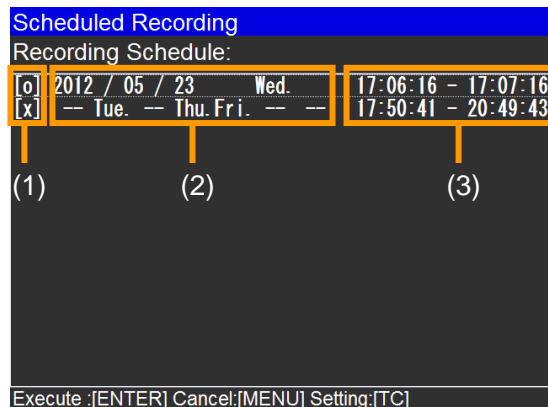 Scheduled Recording
Recording Schedule:
[o] 2012 / 05 / 23 Wed. 17:06:16 - 17:07:16
[x] -- Tue. -- Thu.Fri. -- -- 17:50:41 - 20:49:43
(1) (2) (3)
Execute :[ENTER] Cancel:[MENU] Setting:[TC]